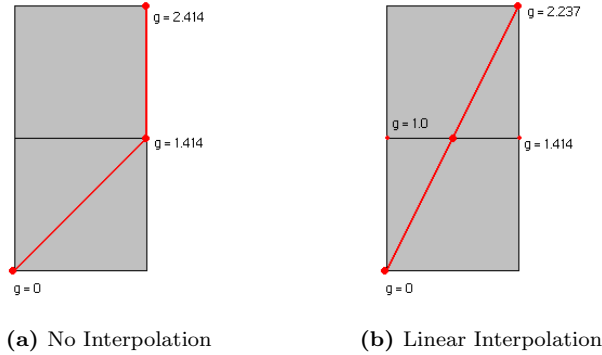 g = 2.414
g = 1.414
g = 0
(a) No Interpolation
g = 2.237
g = 1.0
g = 1.414
g = 0
(b) Linear Interpolation